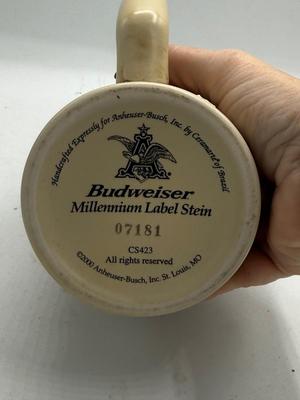 Handcrafted Expressly for Anheuser-Busch, Inc. by Ceramarte of Brazil
Budweiser
Millennium Label Stein
07181
CS423
All rights reserved
©2000 Anheuser-Busch, Inc. St. Louis, MO